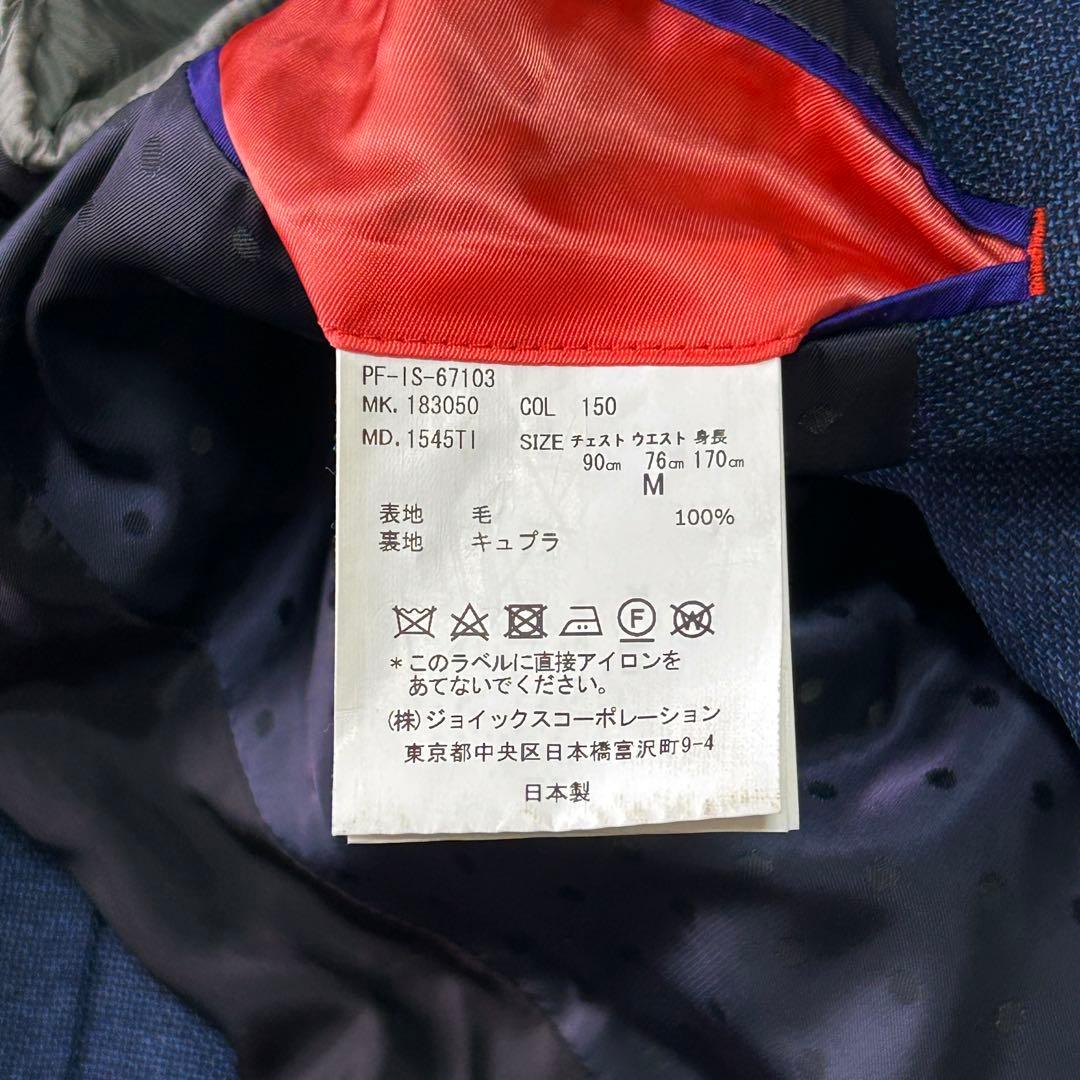 PF-IS-67103
MK. 183050 COL 150
MD. 1545TI SIZE チェスト ウエスト 身長
90㎝ 76㎝ 170㎝
M
表地 毛 100%
裏地 キュプラ
F W
*このラベルに直接アイロンを
あてないでください。
(株)ジョイックスコーポレーション
東京都中央区日本橋富沢町9-4
日本製